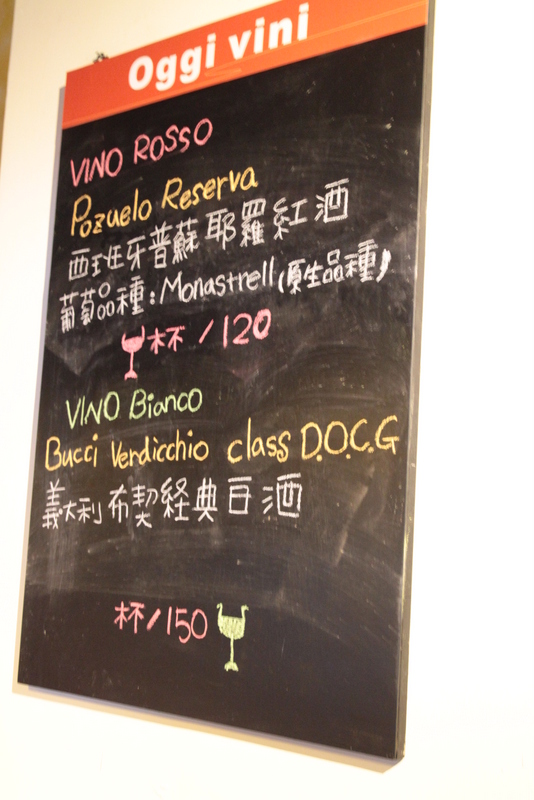 Oggi vini
VINO ROSSO
Pozuelo Reserva
西班牙普蘇耶羅紅酒
葡萄品種:Monastrell(原生品種)
杯/120
VINO Bianco
Bucci Verdicchio class D.O.C.G
義大利布契経典白酒
杯/150